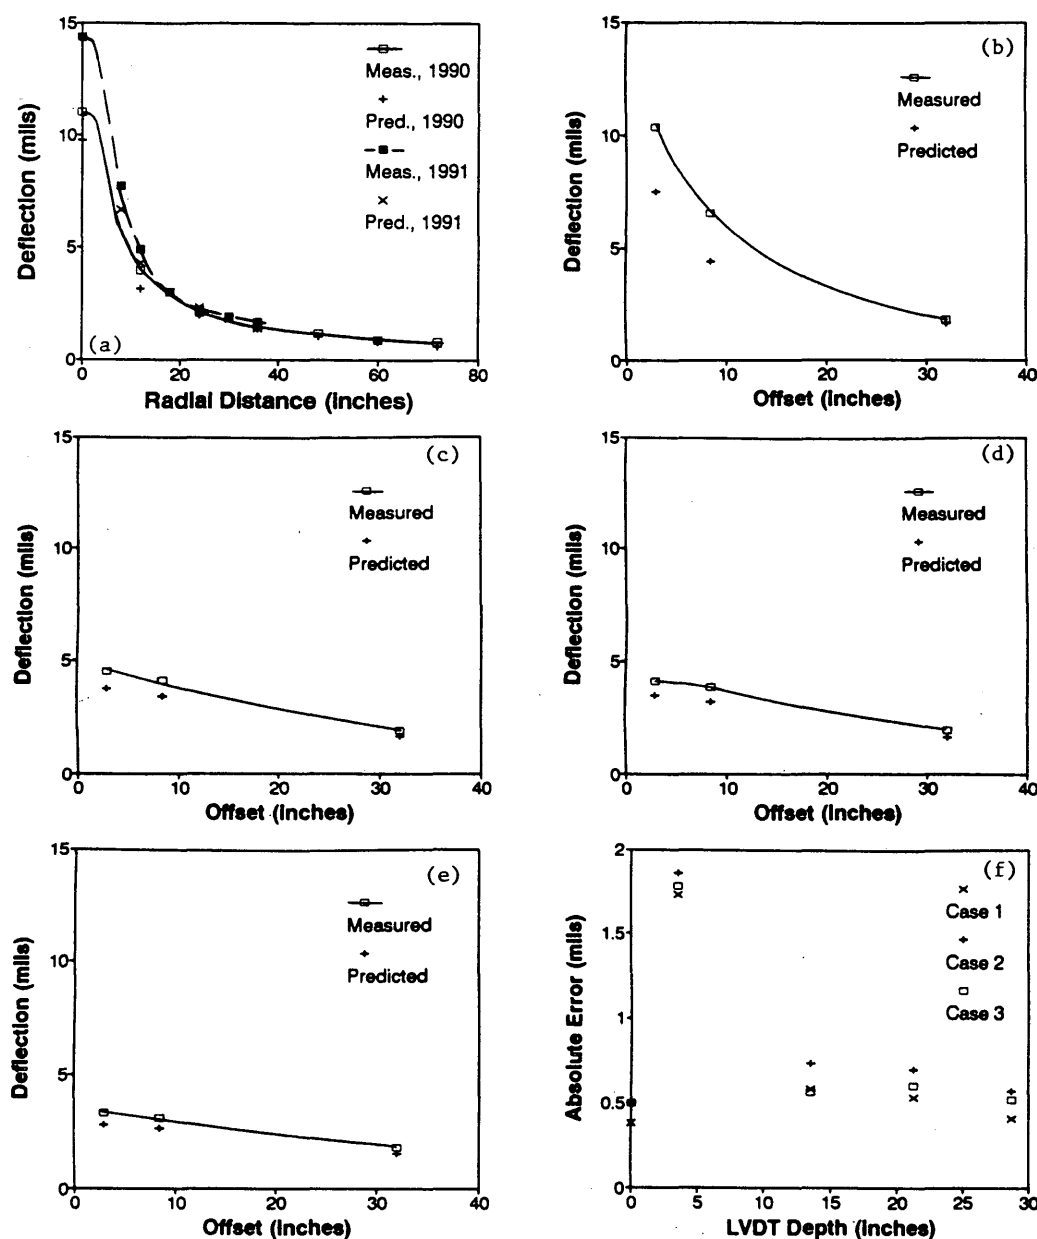 15
10
5
0
Deflection (mils)
Meas., 1990
Pred., 1990
Meas., 1991
Pred., 1991
(a)
0 20 40 60 80
Radial Distance (inches)
15
10
5
0
Deflection (mils)
(b)
Measured
Predicted
0 10 20 30 40
Offset (inches)
15
10
5
0
Deflection (mils)
(c)
Measured
Predicted
0 10 20 30 40
Offset (inches)
15
10
5
0
Deflection (mils)
(d)
Measured
Predicted
0 10 20 30 40
Offset (inches)
15
10
5
0
Deflection (mils)
(e)
Measured
Predicted
0 10 20 30 40
Offset (inches)
2
1.5
1
0.5
0
Absolute Error (mils)
(f)
Case 1
Case 2
Case 3
0 5 10 15 20 25 30
LVDT Depth (inches)